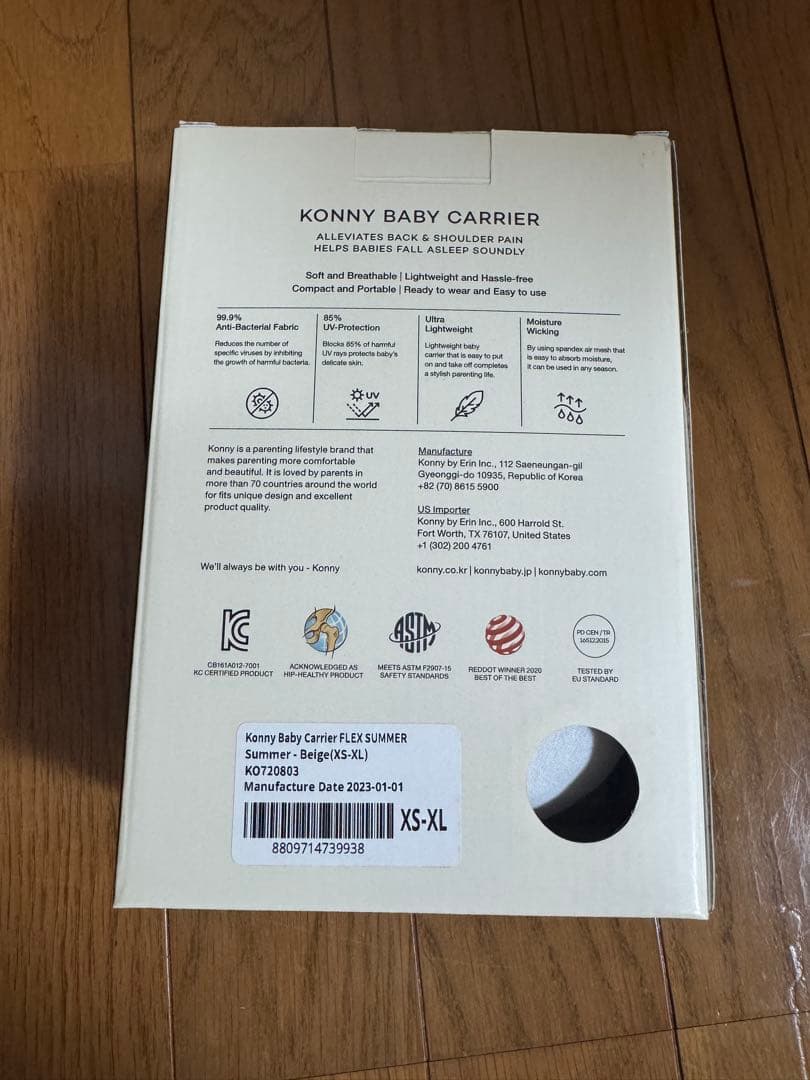 KONNY BABY CARRIER
ALLEVIATES BACK & SHOULDER PAIN
HELPS BABIES FALL ASLEEP SOUNDLY
Soft and Breathable | Lightweight and Hassle-free
Compact and Portable | Ready to wear and Easy to use
99.9%
Anti-Bacterial Fabric
Reduces the number of
specific viruses by inhibiting
the growth of harmful bacteria.
85%
UV-Protection
Blocks 85% of harmful
UV rays protects baby's
delicate skin.
UV
Ultra
Lightweight
Lightweight baby
carrier that is easy to put
on and take off completes
a stylish parenting life.
Moisture
Wicking
By using spandex air mesh that
is easy to absorb moisture,
it can be used in any season.
Konny is a parenting lifestyle brand that
makes parenting more comfortable
and beautiful. It is loved by parents in
more than 70 countries around the world
for fits unique design and excellent
product quality.
Manufacture
Konny by Erin Inc., 112 Saeneungan-gil
Gyeonggi-do 10935, Republic of Korea
+82 (70) 8615 5900
US Importer
Konny by Erin Inc., 600 Harrold St.
Fort Worth, TX 76107, United States
+1 (302) 200 4761
We'll always be with you - Konny
konny.co.kr | konnybaby.jp | konnybaby.com
KC
CB161A012-7001
KC CERTIFIED PRODUCT
ACKNOWLEDGED AS
HIP-HEALTHY PRODUCT
ASTM
MEETS ASTM F2907-15
SAFETY STANDARDS
REDDOT WINNER 2020
BEST OF THE BEST
PD CEN / TR
16512:2015
TESTED BY
EU STANDARD
Konny Baby Carrier FLEX SUMMER
Summer - Beige(XS-XL)
KO720803
Manufacture Date 2023-01-01
XS-XL
8809714739938